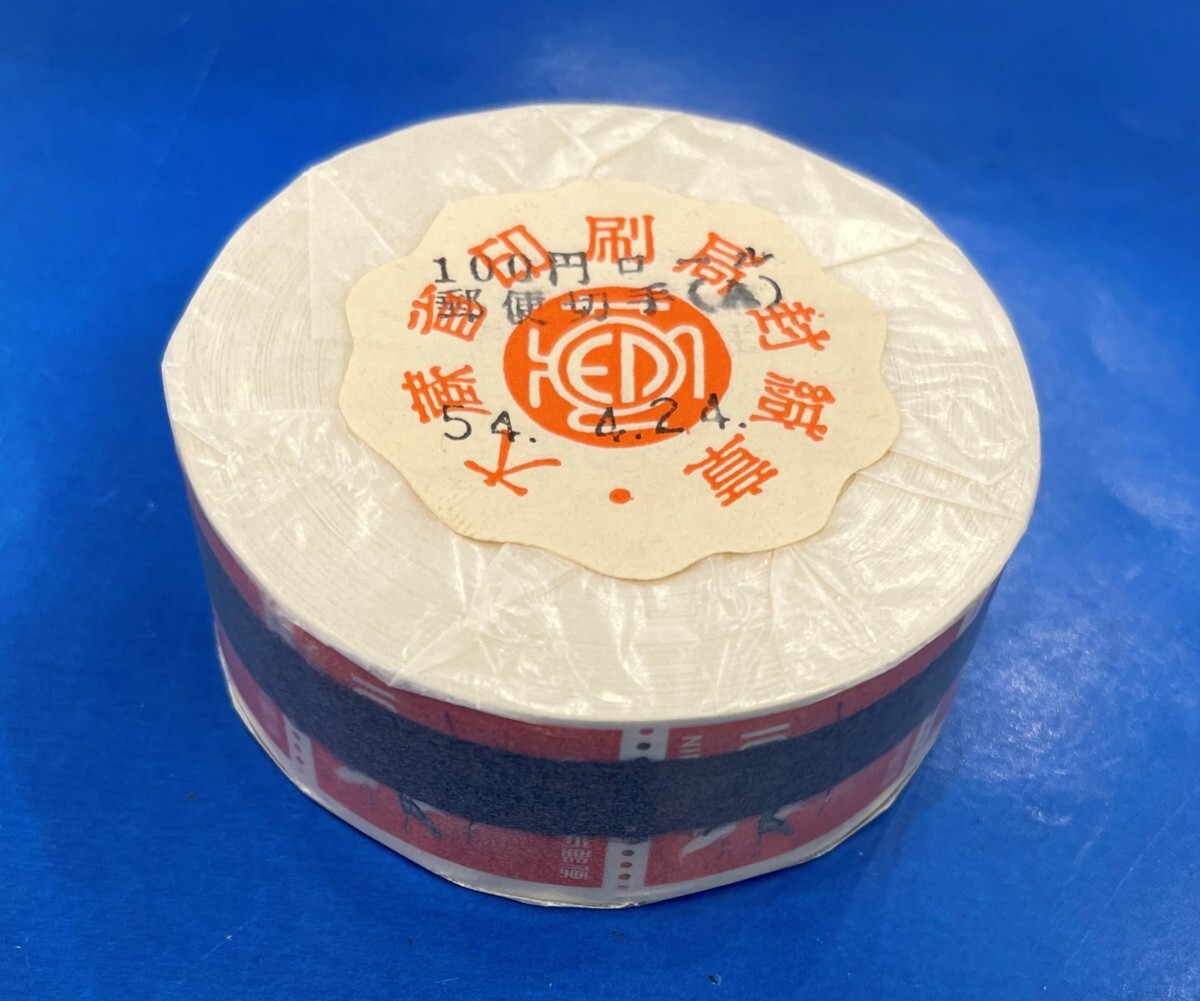 大蔵省印刷局封緘章
100円ロール
郵便切手
54. 4.24.